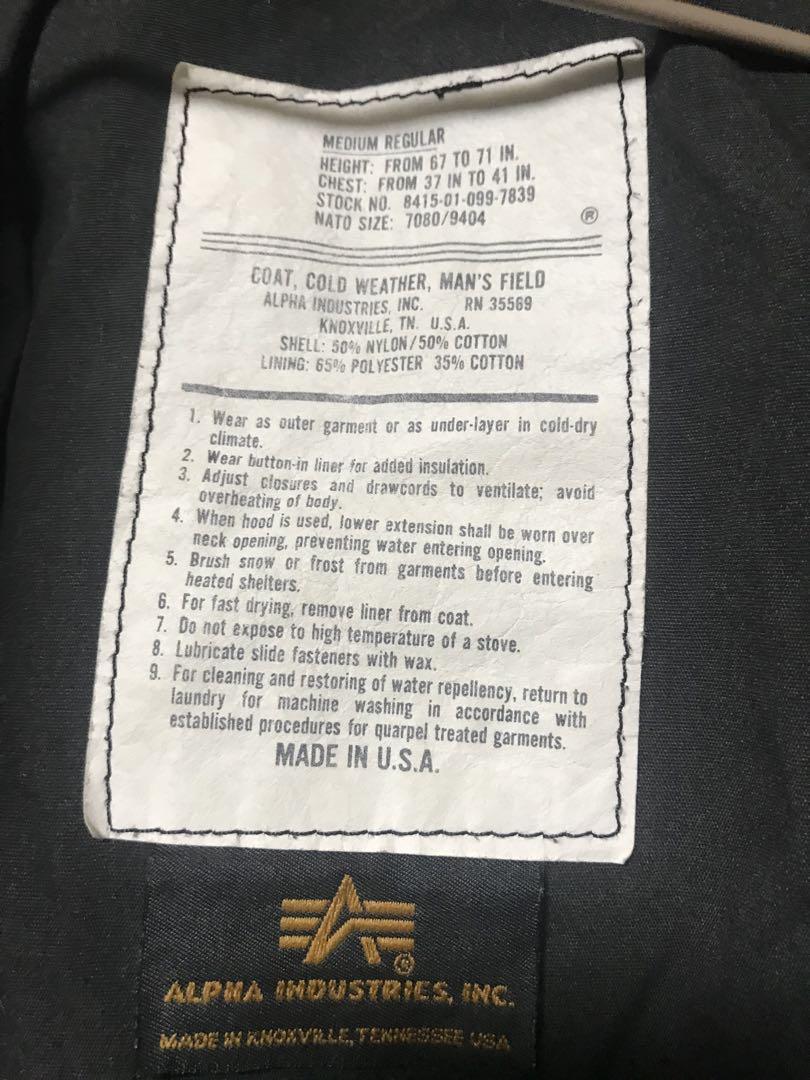 MEDIUM REGULAR
HEIGHT: FROM 67 TO 71 IN.
CHEST: FROM 37 IN TO 41 IN.
STOCK NO. 8415-01-099-7839
NATO SIZE: 7080/9404
®
COAT, COLD WEATHER, MAN'S FIELD
ALPHA INDUSTRIES, INC. RN 35569
KNOXVILLE, TN. U.S.A.
SHELL: 50% NYLON/50% COTTON
LINING: 65% POLYESTER 35% COTTON
1. Wear as outer garment or as under-layer in cold-dry
climate.
2. Wear button-in liner for added insulation.
3. Adjust closures and drawcords to ventilate; avoid
overheating of body.
4. When hood is used, lower extension shall be worn over
neck opening, preventing water entering opening.
5. Brush snow or frost from garments before entering
heated shelters.
6. For fast drying, remove liner from coat.
7. Do not expose to high temperature of a stove.
8. Lubricate slide fasteners with wax.
9. For cleaning and restoring of water repellency, return to
laundry for machine washing in accordance with
established procedures for quarpel treated garments.
MADE IN U.S.A.
®
ALPHA INDUSTRIES, INC.
MADE IN KNOXVILLE, TENNESSEE USA